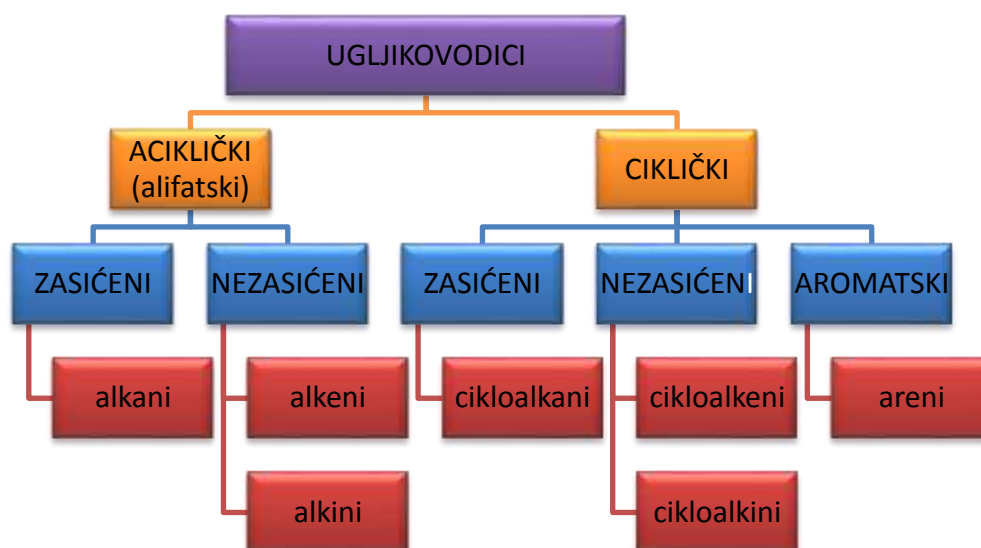 UGLJIKOVODICI
ACIKLIČKI
(alifatski)
CIKLIČKI
ZASIĆENI
NEZASIĆENI
ZASIĆENI
NEZASIĆENI
AROMATSKI
alkani
alkeni
cikloalkani
cikloalkeni
areni
alkini
cikloalkini